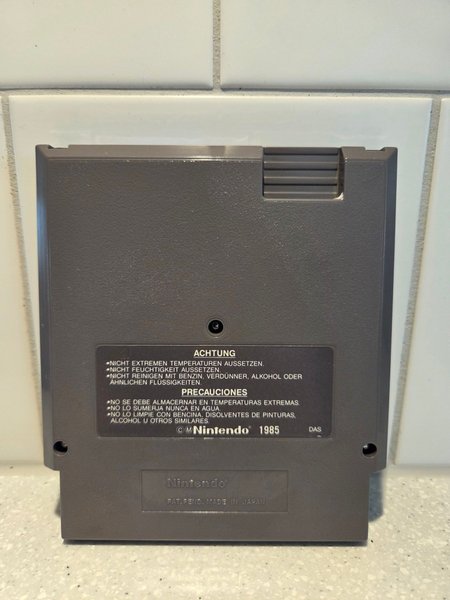 ACHTUNG
•NICHT EXTREMEN TEMPERATUREN AUSSETZEN.
•NICHT FEUCHTIGKEIT AUSSETZEN.
•NICHT REINIGEN MIT BENZIN, VERDÜNNER, ALKOHOL ODER
ÄHNLICHEN FLÜSSIGKEITEN
PRECAUCIONES
•NO SE DEBE ALMACERNAR EN TEMPERATURAS EXTREMAS.
•NO LO SUMERJA NUNCA EN AGUA.
•NO LO LIMPIE CON BENCINA, DISOLVENTES DE PINTURAS,
ALCOHOL U OTROS SIMILARES.
©Ⓜ Nintendo® 1985 DAS
Nintendo®
PAT. PEND. MADE IN JAPAN